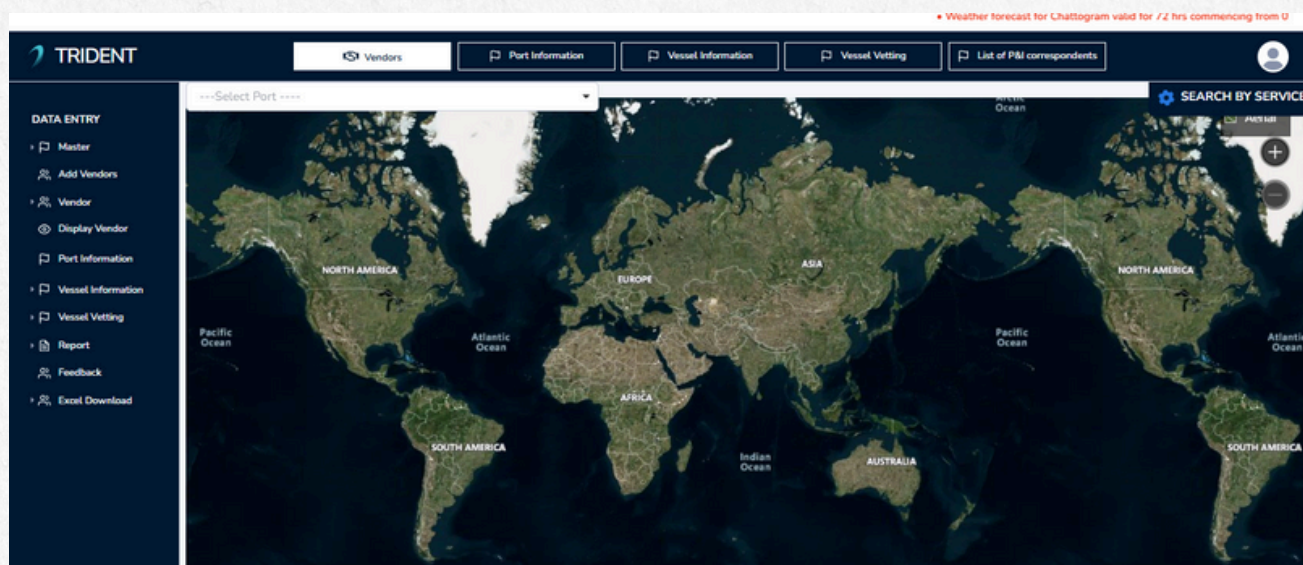 • Weather forecast for Chattogram valid for 72 hrs commencing from 0
TRIDENT
Vendors
Port Information
Vessel Information
Vessel Vetting
List of P&I correspondents
---Select Port ----
SEARCH BY SERVICE
Aerial
DATA ENTRY
Master
Add Vendors
Vendor
Display Vendor
Port Information
Vessel Information
Vessel Vetting
Report
Feedback
Excel Download
Arctic
Ocean
NORTH AMERICA
EUROPE
ASIA
NORTH AMERICA
Pacific
Ocean
Atlantic
Ocean
Pacific
Ocean
Atlantic
Ocean
AFRICA
SOUTH AMERICA
Indian
Ocean
AUSTRALIA
SOUTH AMERICA